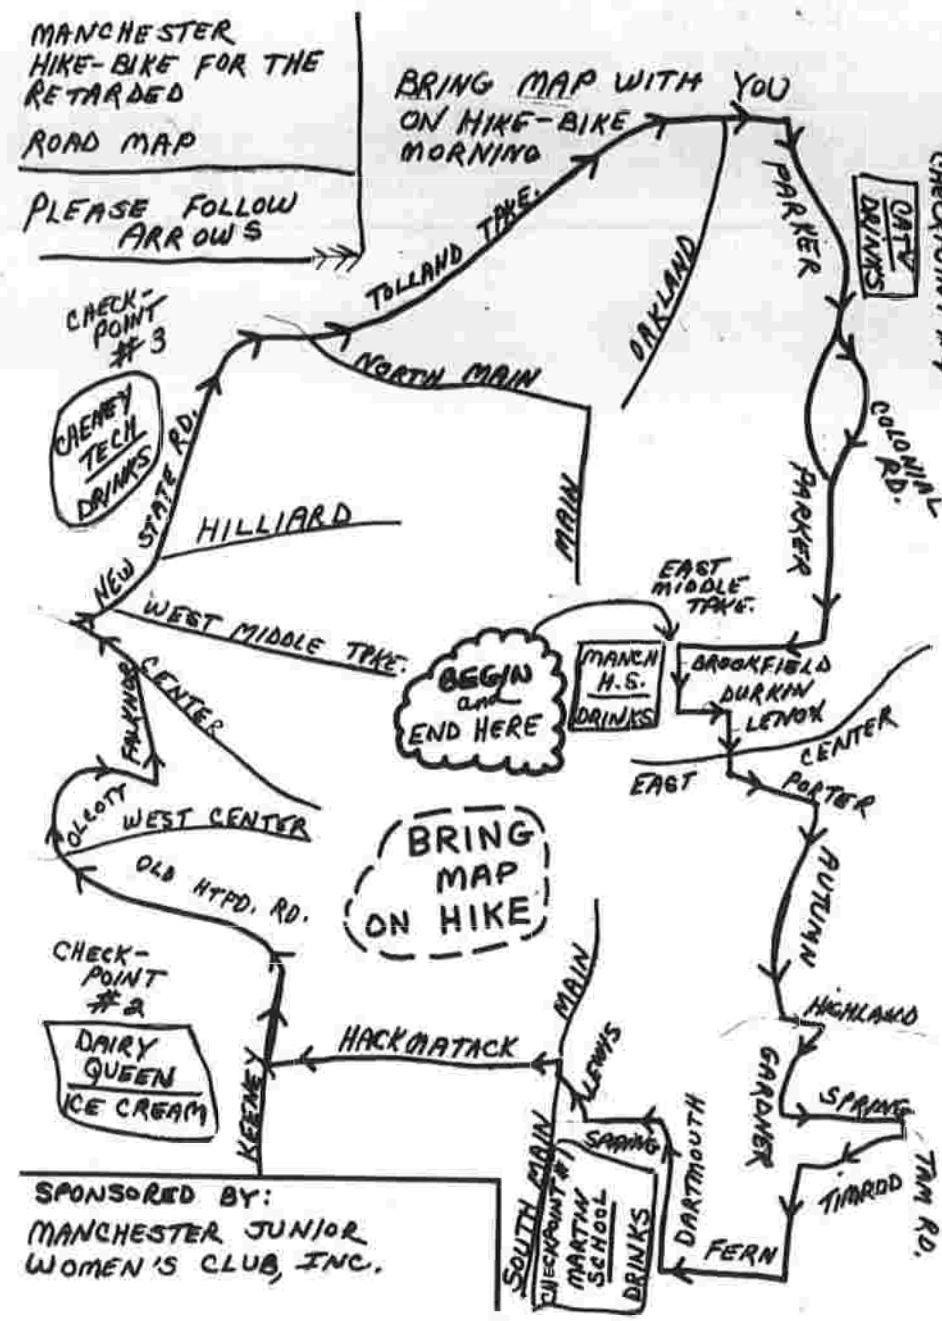 MANCHESTER
HIKE-BIKE FOR THE
RETARDED
ROAD MAP
PLEASE FOLLOW
ARROWS
BRING MAP WITH YOU
ON HIKE-BIKE
MORNING
PARKER
CATV
DRINKS
OAKLAND
TOLLAND TPKE.
CHECK-
POINT
#3
CHENEY
TECH
DRINKS
NORTH MAIN
MAIN
COLONIAL
RD.
PARKER
NEW STATE RD.
HILLIARD
WEST MIDDLE TPKE.
EAST
MIDDLE
TPKE.
BEGIN
and
END HERE
MANCH
H.S.
DRINKS
BROOKFIELD
DURKIN
LENOX
EAST CENTER
PORTER
CENTER
FALKNOR
OLCOTT
WEST CENTER
OLD HTFD. RD.
BRING
MAP
ON HIKE
AUTUMN
HIGHLAND
GARDNER
SPRING
TAM RD.
TIMROD
FERN
DARTMOUTH
SPRING
LEWIS
MAIN
HACKMATACK
KEENEY
CHECK-
POINT
#2
DAIRY
QUEEN
ICE CREAM
SOUTH MAIN
CHECKPOINT #1
MARTIN
SCHOOL
DRINKS
SPONSORED BY:
MANCHESTER JUNIOR
WOMEN'S CLUB, INC.